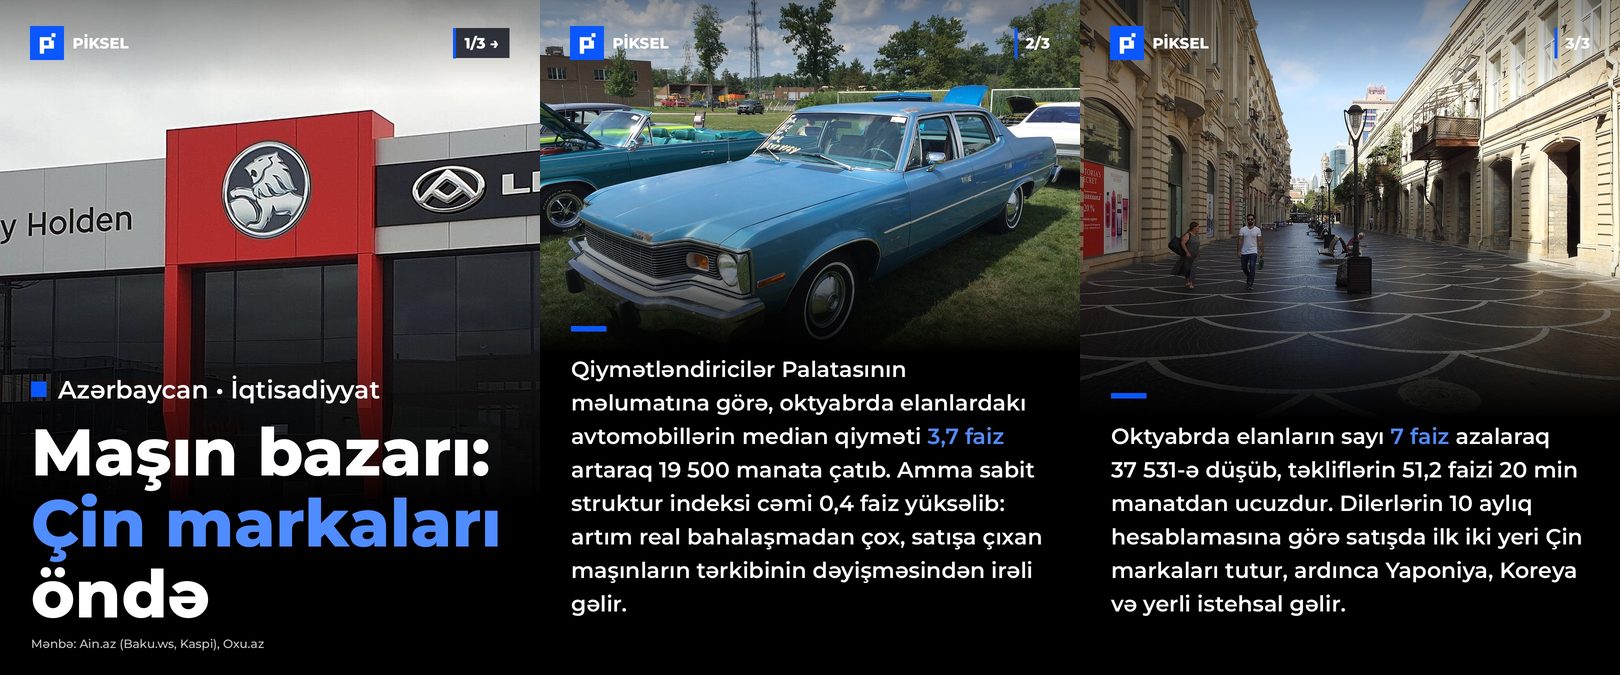 PİKSEL
1/3 →
y Holden
Azərbaycan • İqtisadiyyat
Maşın bazarı:
Çin markaları
öndə
Mənbə: Ain.az (Baku.ws, Kaspi), Oxu.az
PİKSEL
2/3
Qiymətləndiricilər Palatasının
məlumatına görə, oktyabrda elanlardakı
avtomobillərin median qiyməti 3,7 faiz
artaraq 19 500 manata çatıb. Amma sabit
struktur indeksi cəmi 0,4 faiz yüksəlib:
artım real bahalaşmadan çox, satışa çıxan
maşınların tərkibinin dəyişməsindən irəli
gəlir.
PİKSEL
3/3
Oktyabrda elanların sayı 7 faiz azalaraq
37 531-ə düşüb, təkliflərin 51,2 faizi 20 min
manatdan ucuzdur. Dilerlərin 10 aylıq
hesablamasına görə satışda ilk iki yeri Çin
markaları tutur, ardınca Yaponiya, Koreya
və yerli istehsal gəlir.